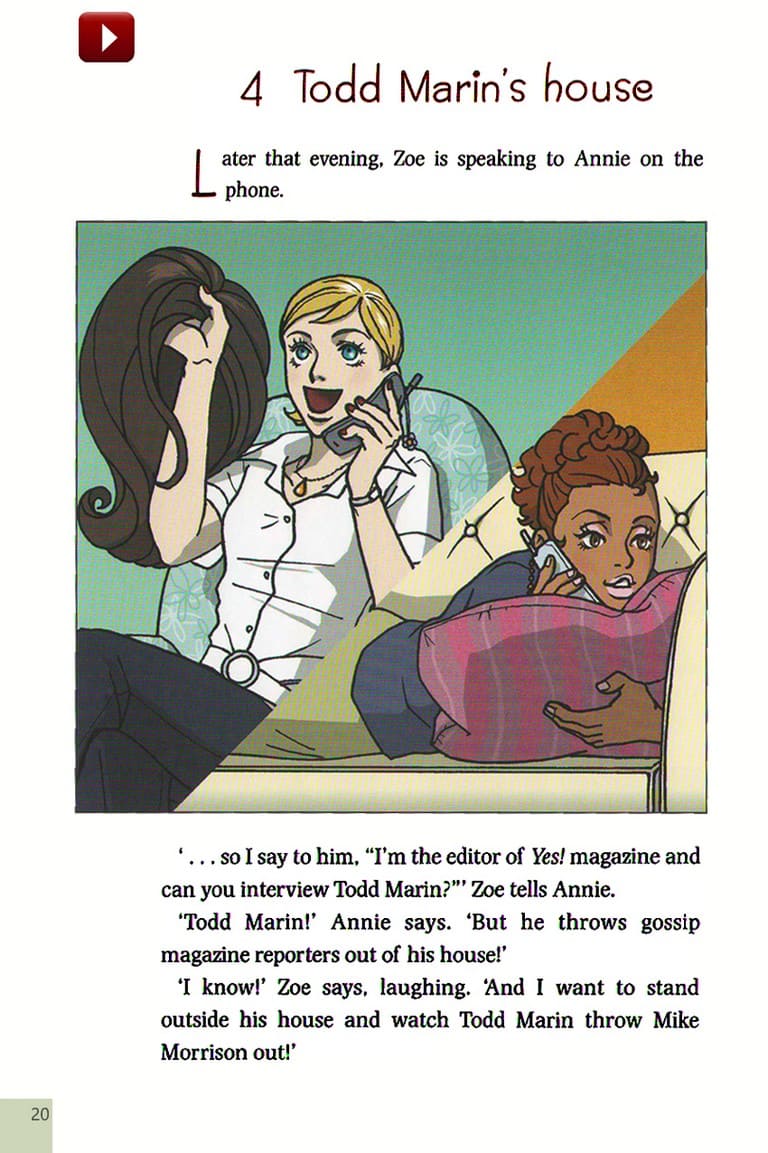 4 Todd Marin's house
Later that evening, Zoe is speaking to Annie on the
phone.
‘ . . . so I say to him, “I'm the editor of Yes! magazine and
can you interview Todd Marin?”’ Zoe tells Annie.
‘Todd Marin!’ Annie says. ‘But he throws gossip
magazine reporters out of his house!’
‘I know!’ Zoe says, laughing. ‘And I want to stand
outside his house and watch Todd Marin throw Mike
Morrison out!’
20